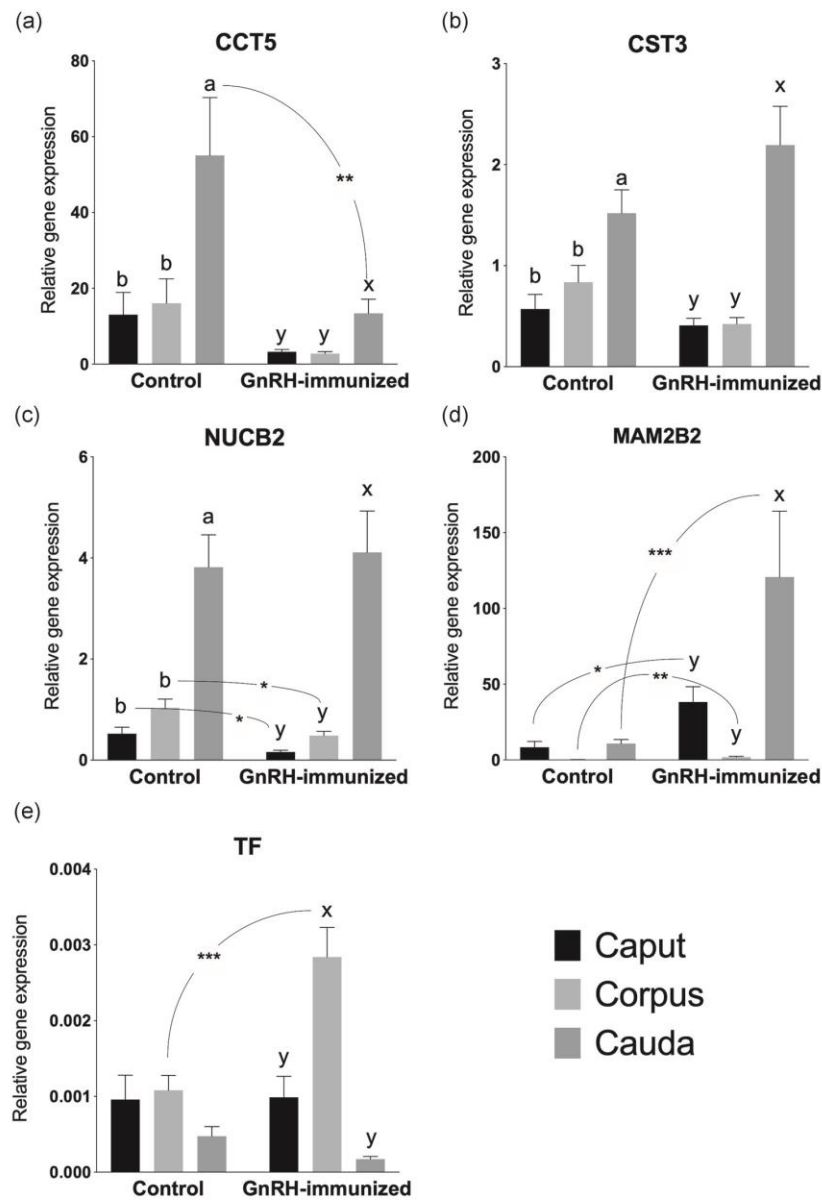 (a)
CCT5
Relative gene expression
80
60
40
20
0
b
b
a
**
y
y
x
Control
GnRH-immunized
(b)
CST3
Relative gene expression
3
2
1
0
b
b
a
y
y
x
Control
GnRH-immunized
(c)
NUCB2
Relative gene expression
6
4
2
0
b
b
a
*
*
y
y
x
Control
GnRH-immunized
(d)
MAM2B2
Relative gene expression
200
150
100
50
0
***
*
**
y
y
x
Control
GnRH-immunized
(e)
TF
Relative gene expression
0.004
0.003
0.002
0.001
0.000
***
y
x
y
Control
GnRH-immunized
Caput
Corpus
Cauda